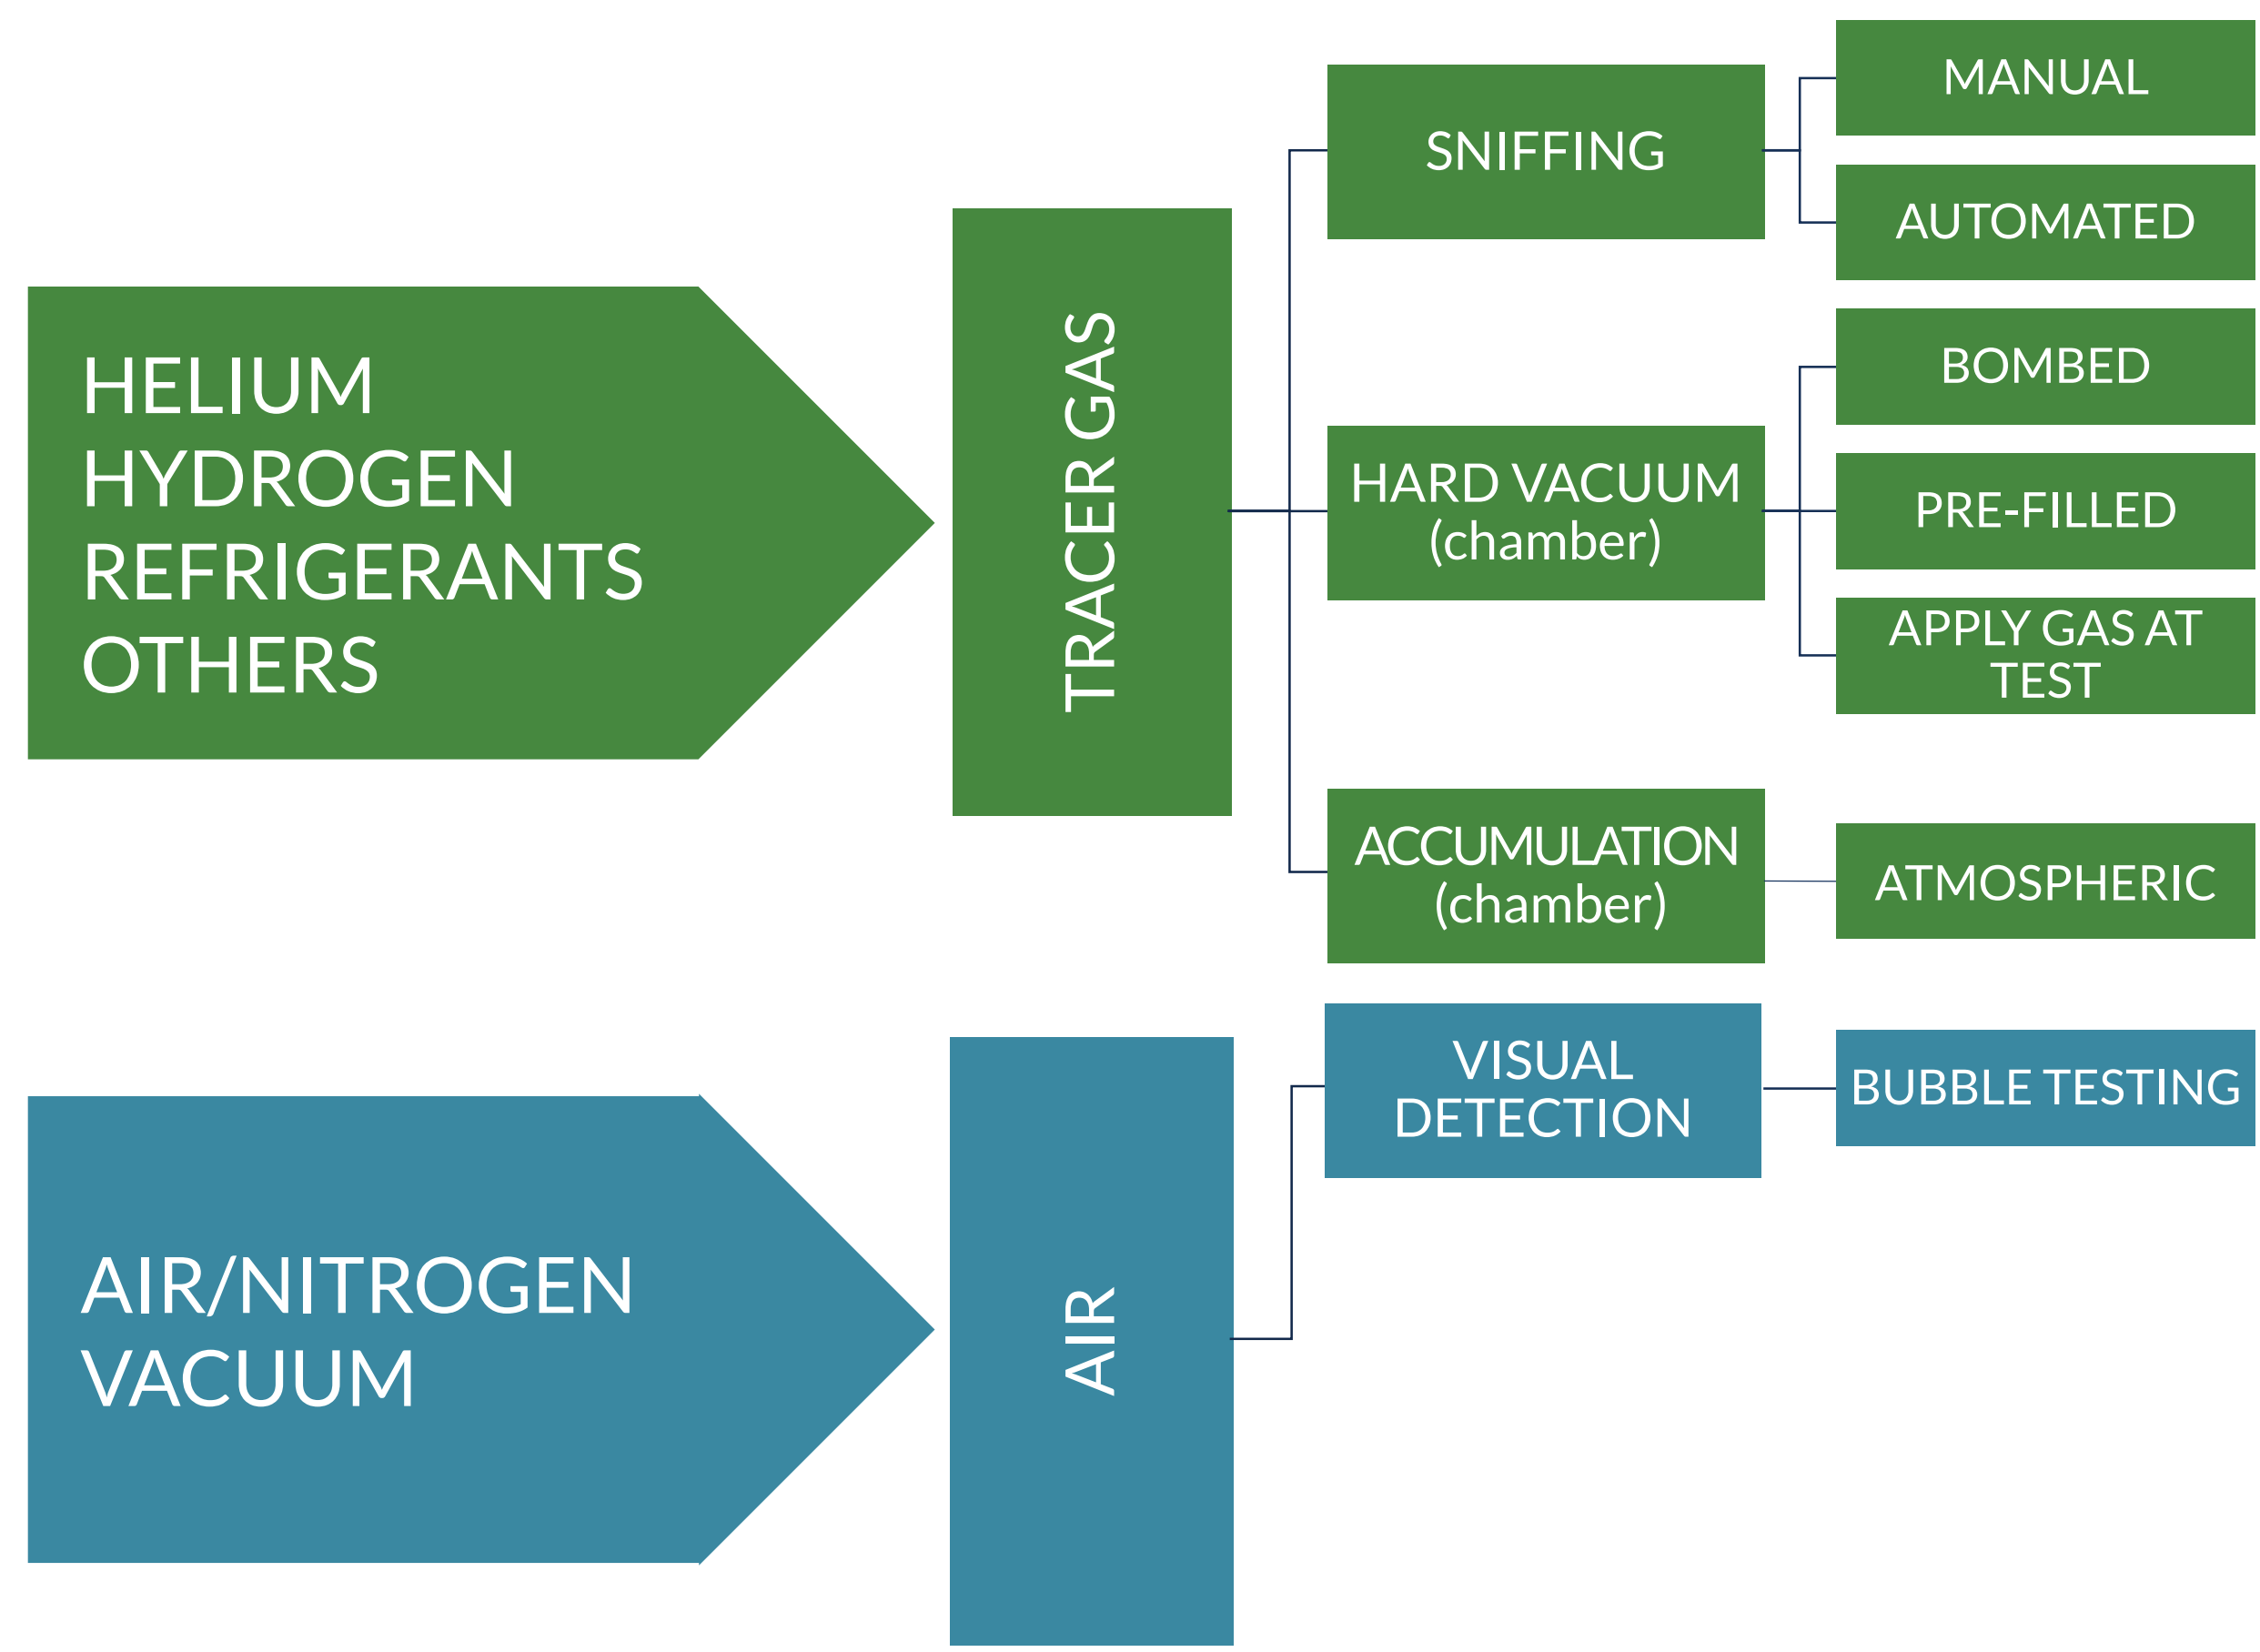 HELIUM
HYDROGEN
REFRIGERANTS
OTHERS
TRACER GAS
SNIFFING
MANUAL
AUTOMATED
HARD VACUUM
(chamber)
BOMBED
PRE-FILLED
APPLY GAS AT
TEST
ACCUMULATION
(chamber)
ATMOSPHERIC
AIR/NITROGEN
VACUUM
AIR
VISUAL
DETECTION
BUBBLE TESTING